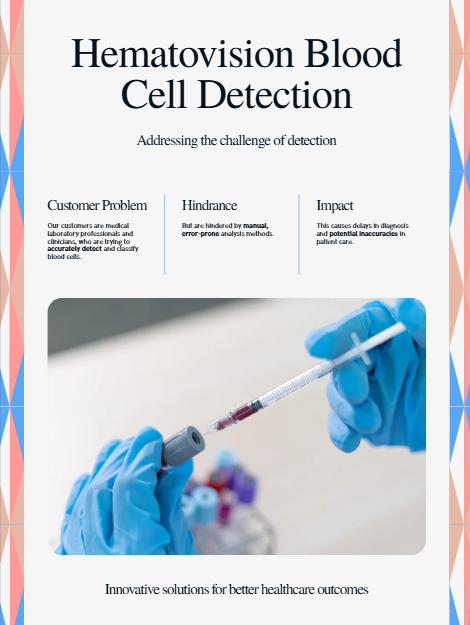 Hematovision Blood
Cell Detection
Addressing the challenge of detection
Customer Problem
Our customers are medical
laboratory professionals and
clinicians, who are trying to
accurately detect and classify
blood cells.
Hindrance
But are hindered by manual,
error-prone analysis methods.
Impact
This causes delays in diagnosis
and potential inaccuracies in
patient care.
Innovative solutions for better healthcare outcomes